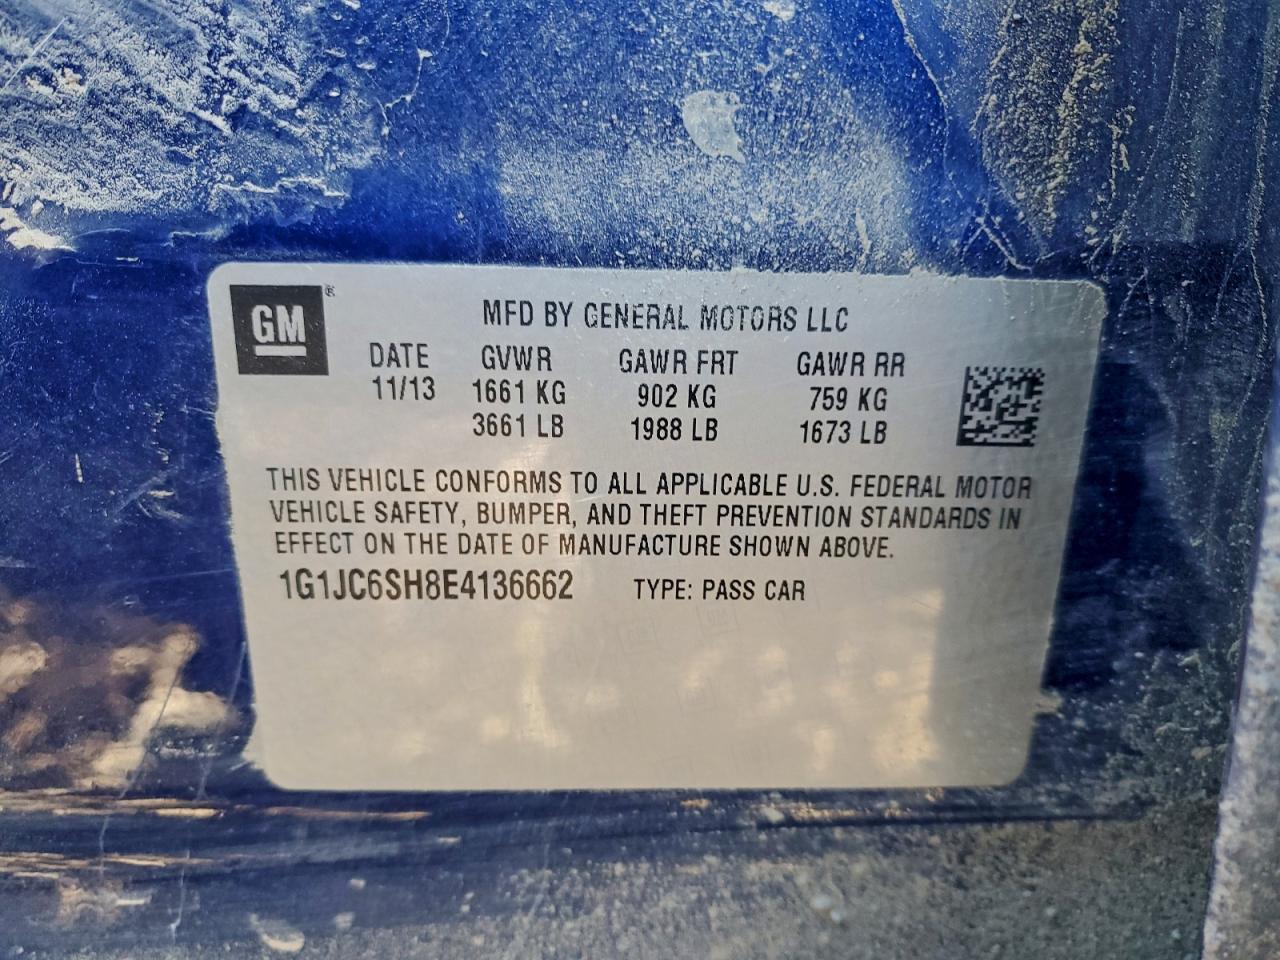 GM ®
MFD BY GENERAL MOTORS LLC
DATE GVWR GAWR FRT GAWR RR
11/13 1661 KG 902 KG 759 KG
3661 LB 1988 LB 1673 LB
THIS VEHICLE CONFORMS TO ALL APPLICABLE U.S. FEDERAL MOTOR
VEHICLE SAFETY, BUMPER, AND THEFT PREVENTION STANDARDS IN
EFFECT ON THE DATE OF MANUFACTURE SHOWN ABOVE.
1G1JC6SH8E4136662 TYPE: PASS CAR